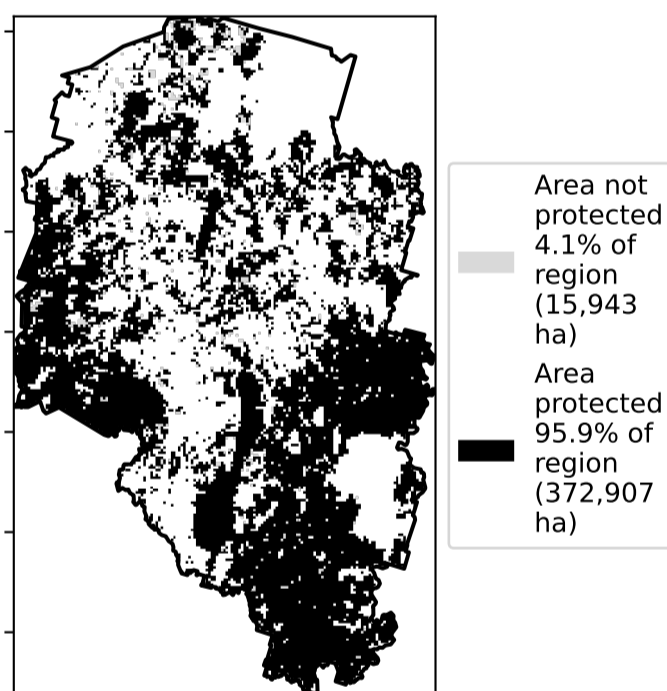 Area not
protected
4.1% of
region
(15,943
ha)
Area
protected
95.9% of
region
(372,907
ha)